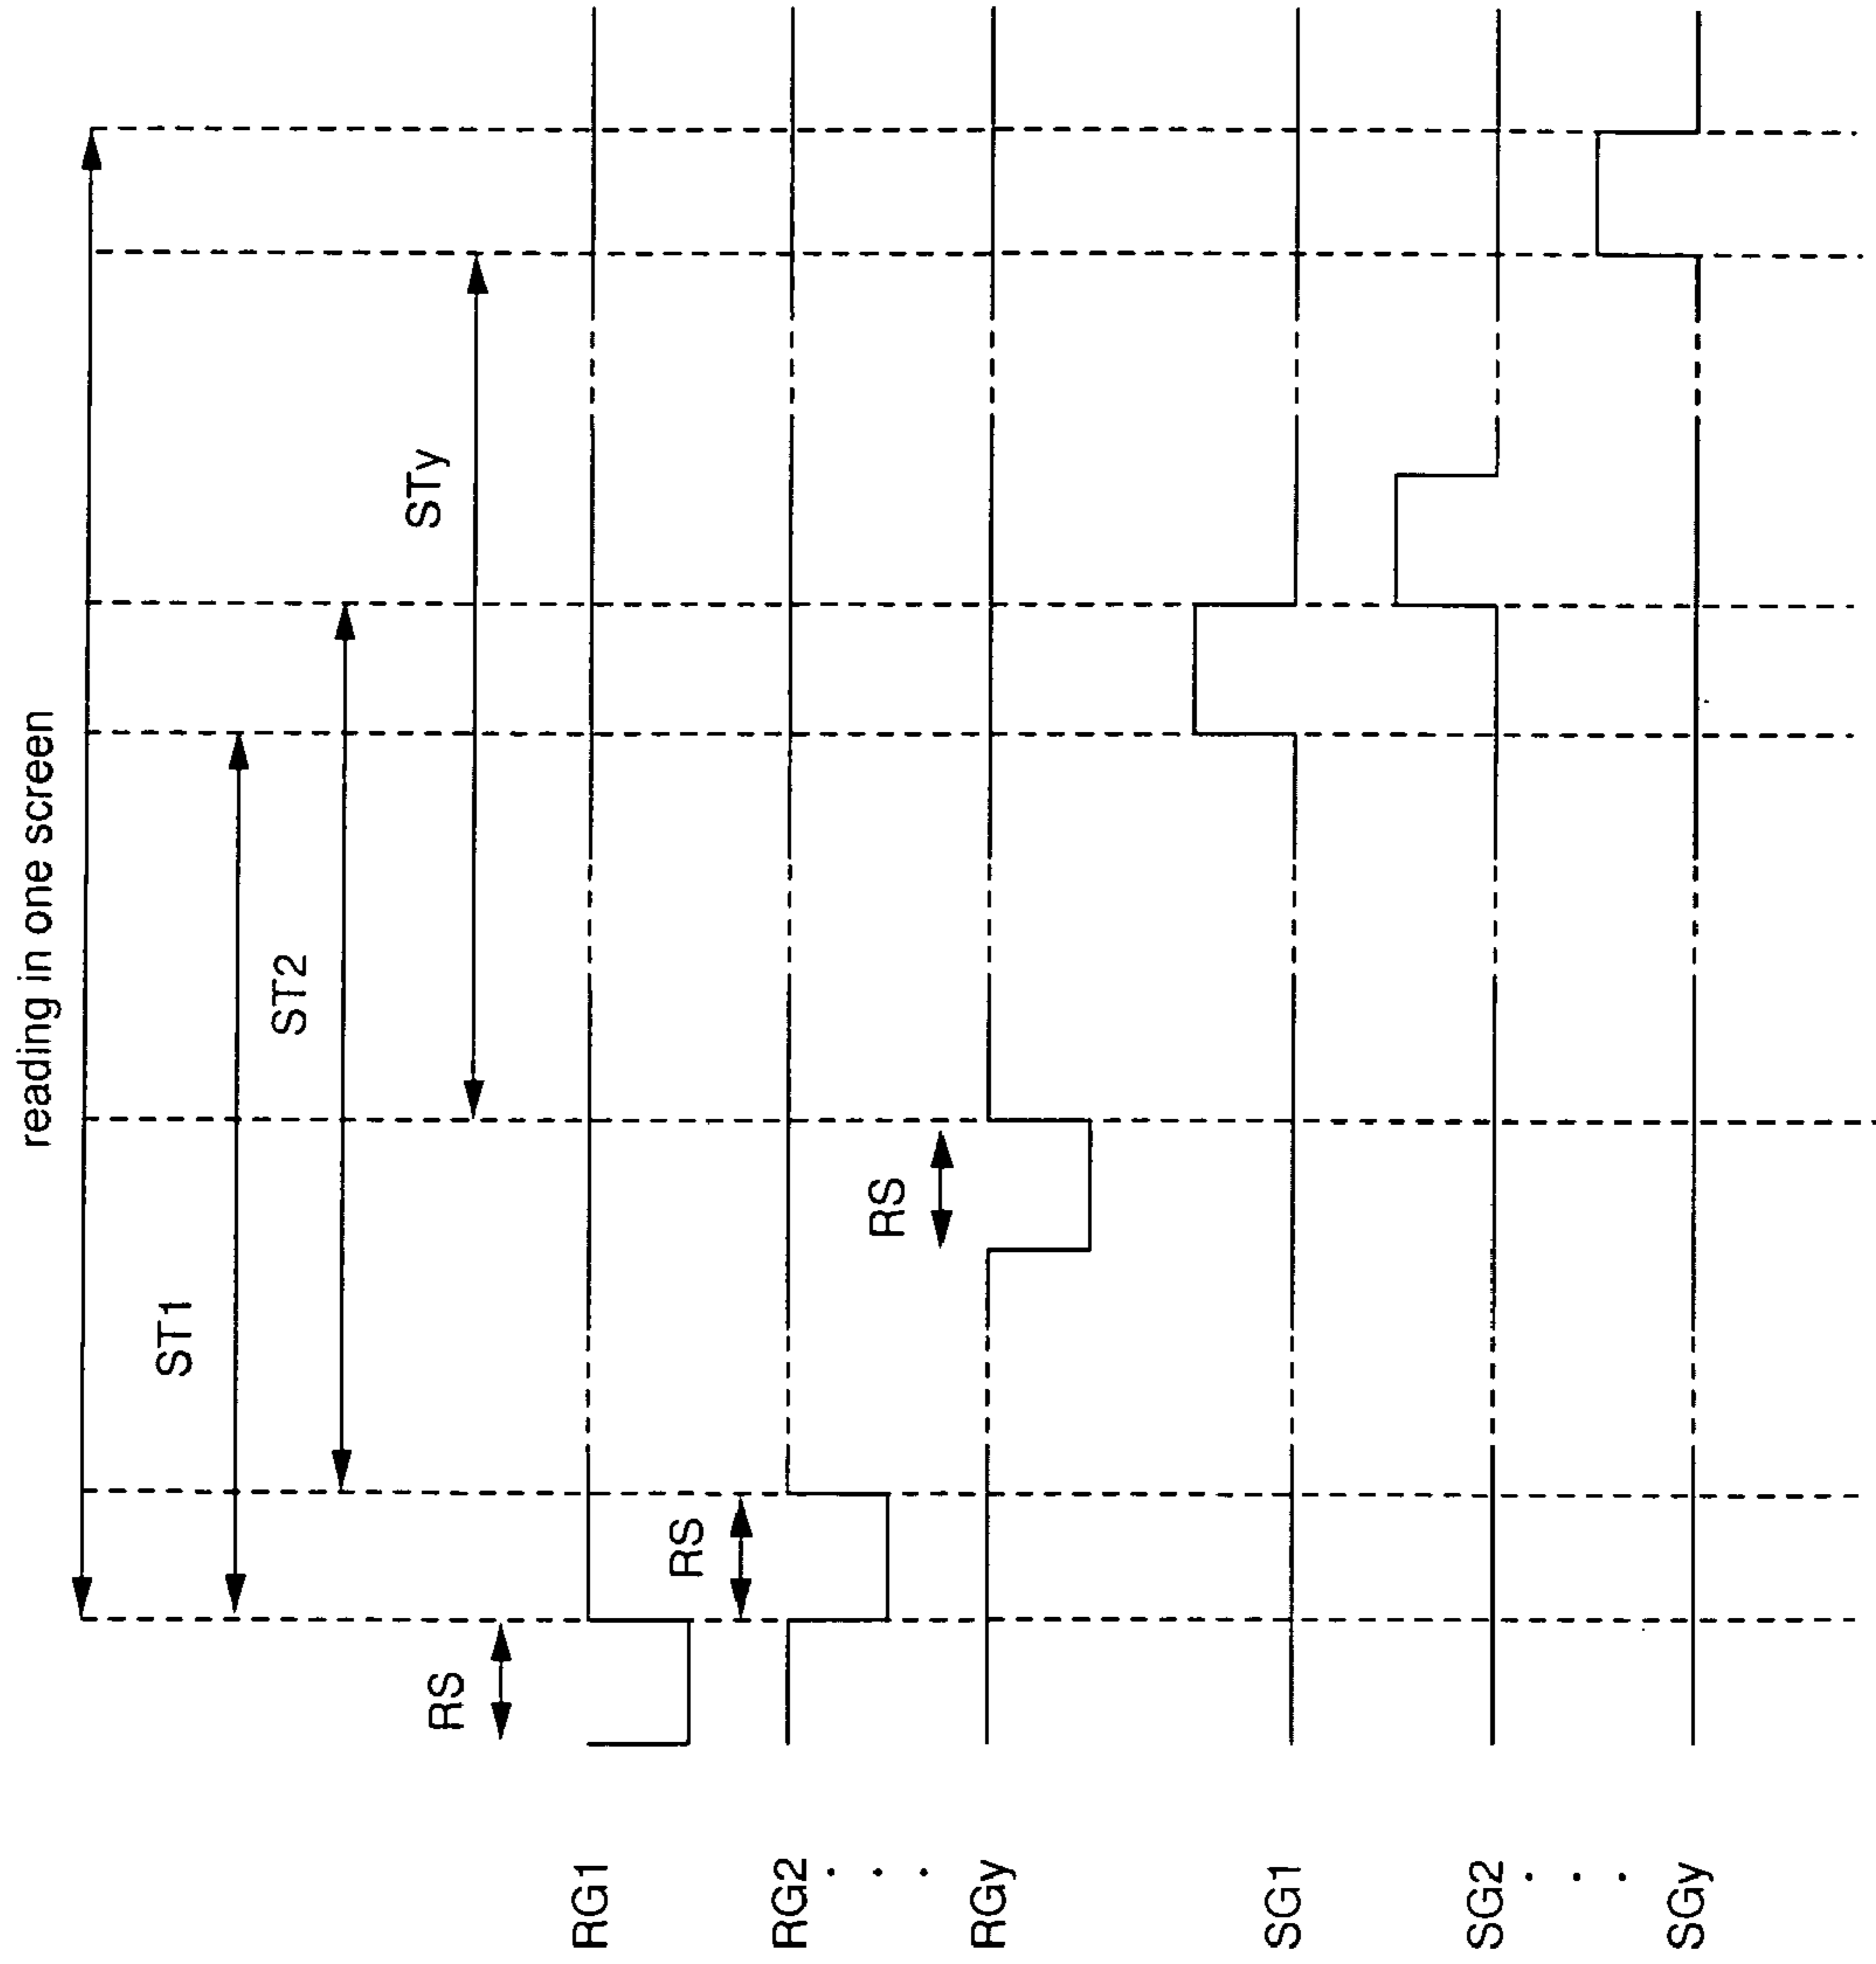 reading in one screen
ST1
ST2
STy
RS
RG1
RS
RG2
RS
RGy
SG1
SG2
SGy